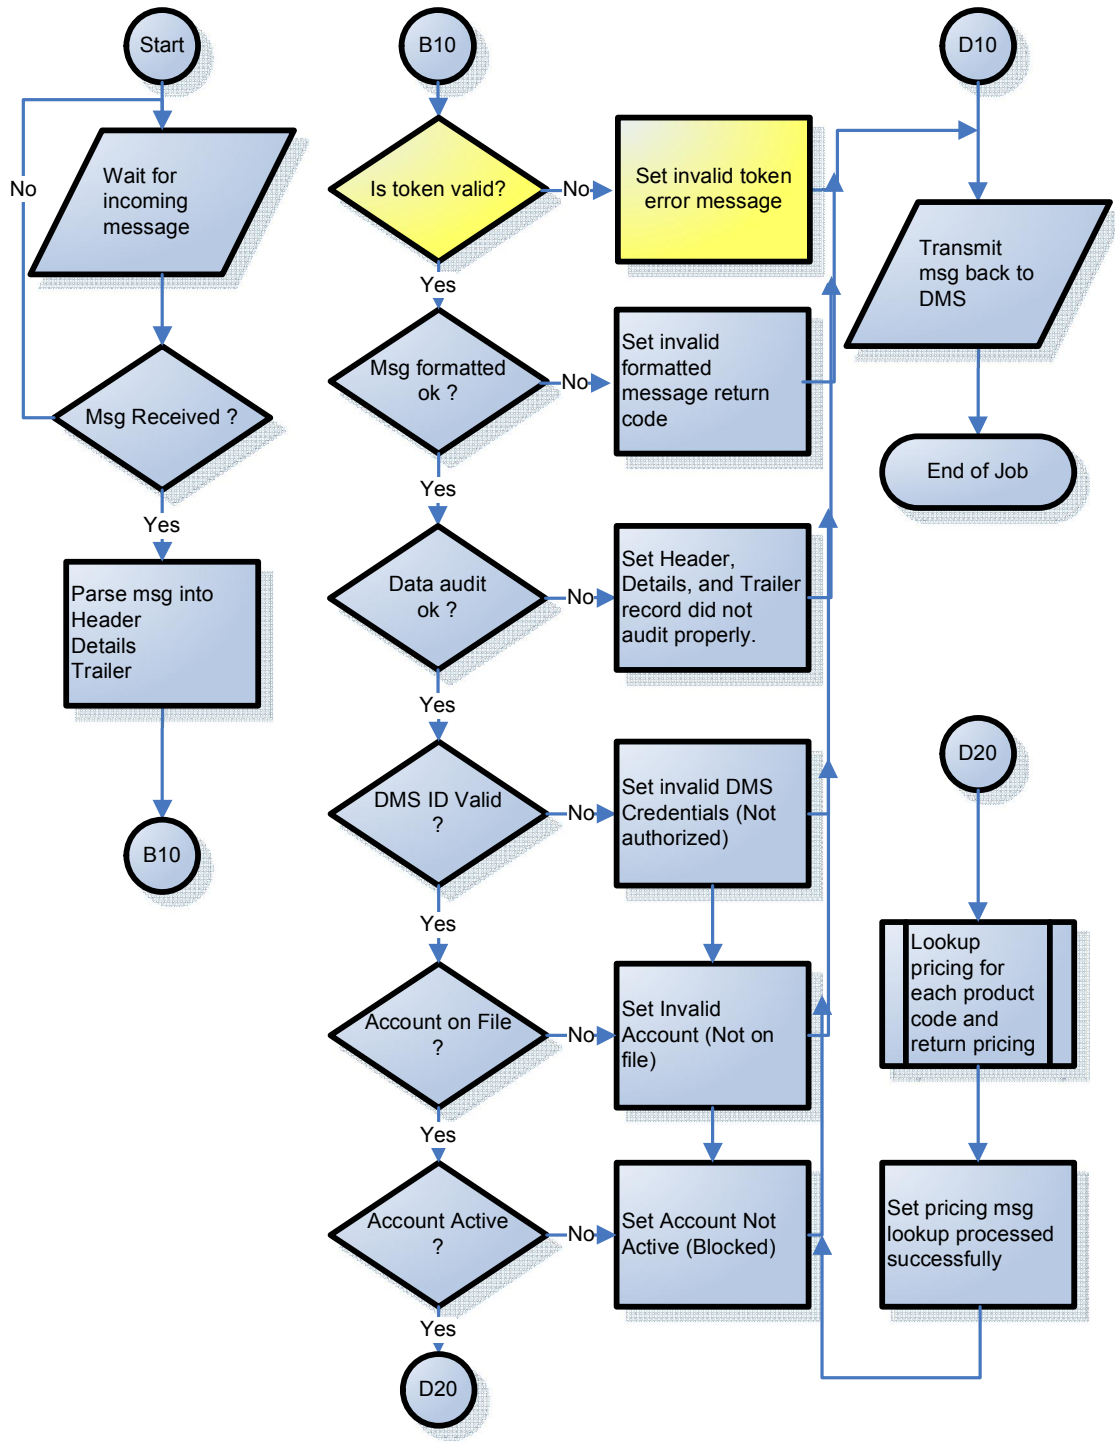 Start
No
Wait for
incoming
message
Msg Received ?
Yes
Parse msg into
Header
Details
Trailer
B10
B10
Is token valid?
No
Set invalid token
error message
Yes
Msg formatted
ok ?
No
Set invalid
formatted
message return
code
Yes
Data audit
ok ?
No
Set Header,
Details, and Trailer
record did not
audit properly.
Yes
DMS ID Valid
?
No
Set invalid DMS
Credentials (Not
authorized)
Yes
Account on File
?
No
Set Invalid
Account (Not on
file)
Yes
Account Active
?
No
Set Account Not
Active (Blocked)
Yes
D20
D10
Transmit
msg back to
DMS
End of Job
D20
Lookup
pricing for
each product
code and
return pricing
Set pricing msg
lookup processed
successfully